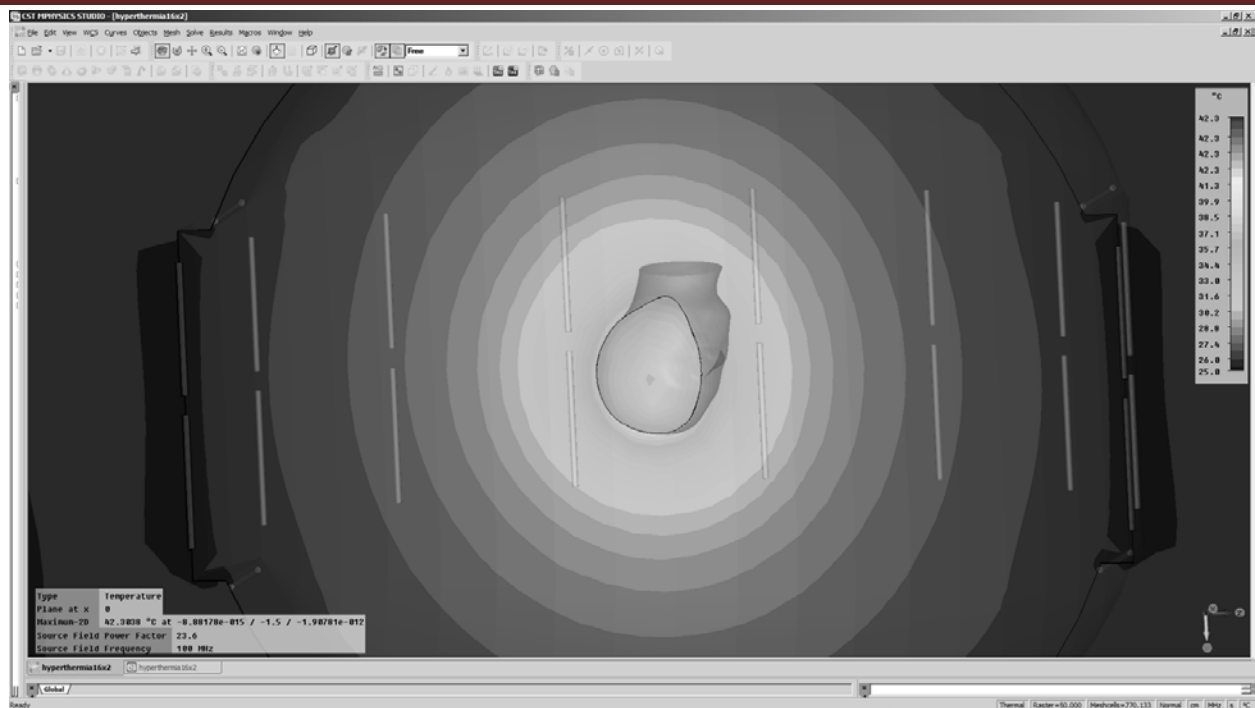 CST MPHYSICS STUDIO - [hyperthermia16x2]
File Edit View WCS Curves Objects Mesh Solve Results Macros Window Help
Free
°C
42.3
42.3
42.3
42.3
41.3
39.9
38.5
37.1
35.7
34.4
33.0
31.6
30.2
28.8
27.4
26.0
25.0
Type Temperature
Plane at x 0
Maximum-2D 42.3038 °C at -8.88178e-015 / -1.5 / -1.90781e-012
Source Field Power Factor 23.6
Source Field Frequency 100 MHz
hyperthermia16x2 hyperthermia16x2
Global
Ready Thermal Raster=50.000 Meshcells=770.133 Normal cm MHz s °C